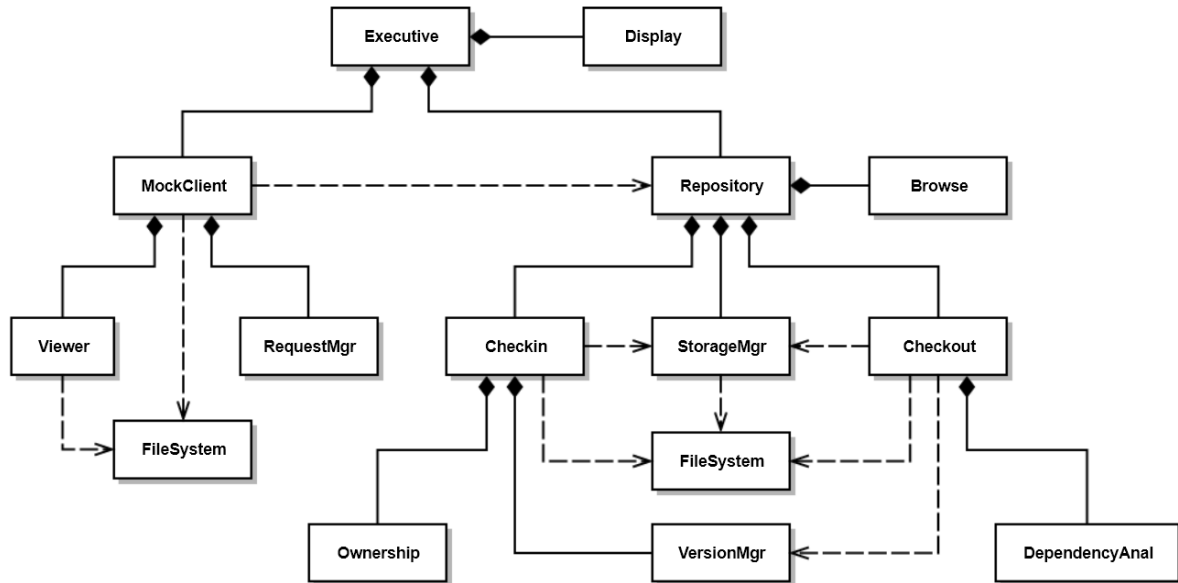 Executive
Display
MockClient
Repository
Browse
Viewer
RequestMgr
Checkin
StorageMgr
Checkout
FileSystem
FileSystem
Ownership
VersionMgr
DependencyAnal